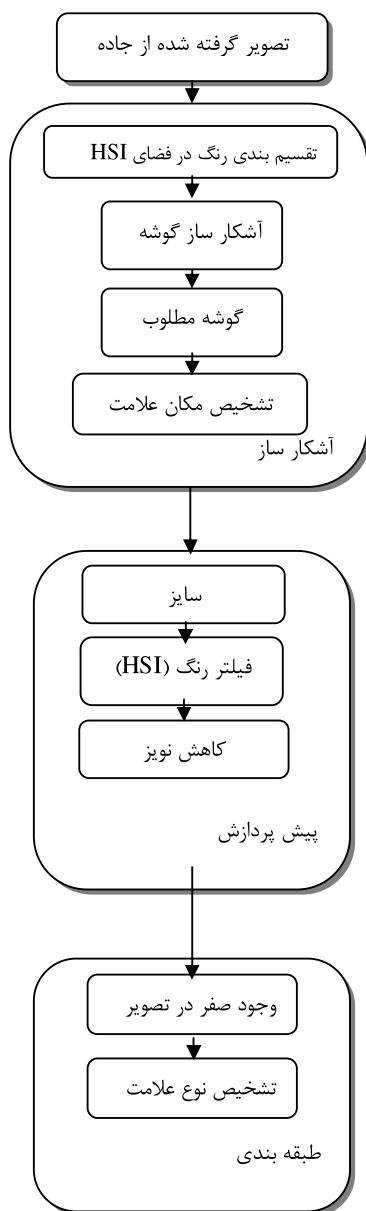 تصویر گرفته شده از جاده
تقسیم بندی رنگ در فضای HSI
آشکار ساز گوشه
گوشه مطلوب
تشخیص مکان علامت
آشکار ساز
سایز
فیلتر رنگ (HSI)
کاهش نویز
پیش پردازش
وجود صفر در تصویر
تشخیص نوع علامت
طبقه بندی